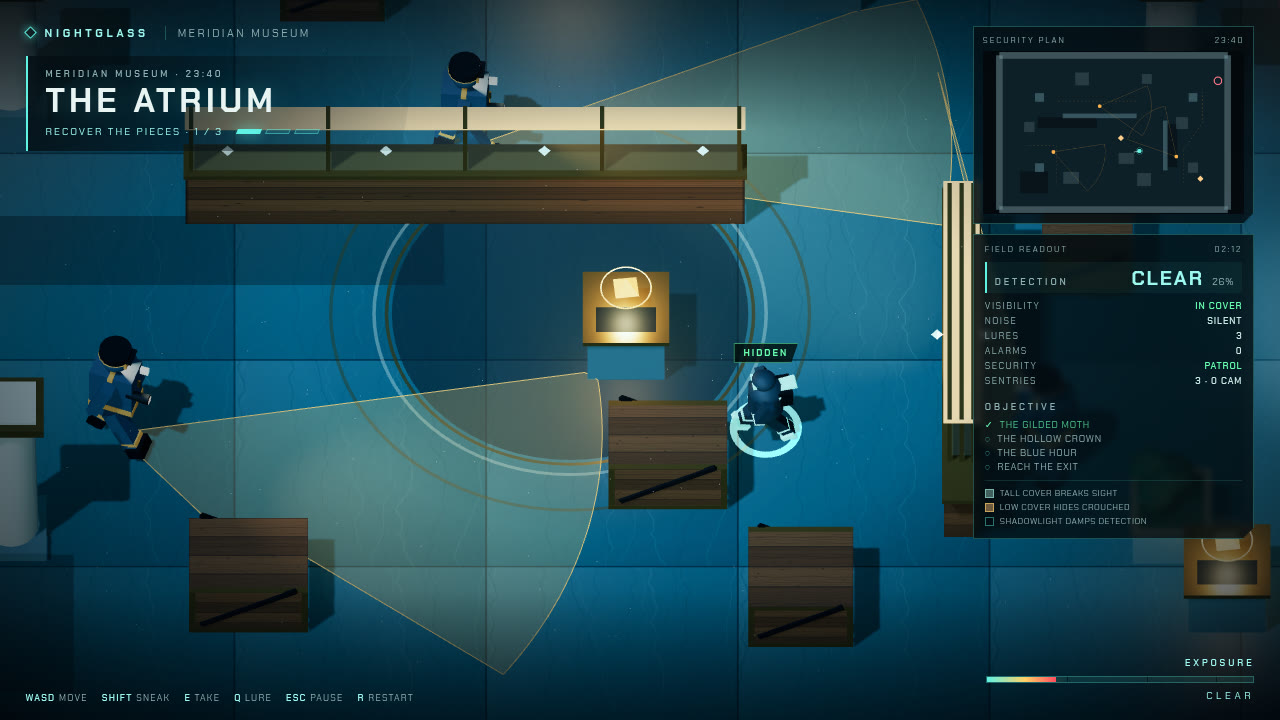 NIGHTGLASS MERIDIAN MUSEUM
MERIDIAN MUSEUM · 23:40
THE ATRIUM
RECOVER THE PIECES · 1 / 3
SECURITY PLAN 23:40
FIELD READOUT 02:12
DETECTION CLEAR 26%
VISIBILITY IN COVER
NOISE SILENT
LURES 3
ALARMS 0
SECURITY PATROL
SENTRIES 3 · 0 CAM
OBJECTIVE
✓ THE GILDED MOTH
○ THE HOLLOW CROWN
○ THE BLUE HOUR
○ REACH THE EXIT
TALL COVER BREAKS SIGHT
LOW COVER HIDES CROUCHED
SHADOWLIGHT DAMPS DETECTION
HIDDEN
EXPOSURE
CLEAR
WASD MOVE SHIFT SNEAK E TAKE Q LURE ESC PAUSE R RESTART